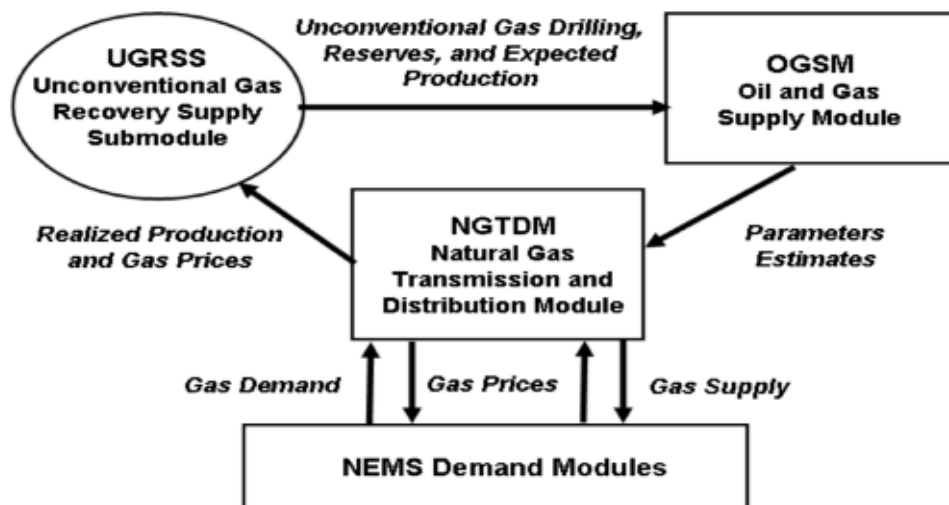 UGRSS
Unconventional Gas
Recovery Supply
Submodule
Unconventional Gas Drilling,
Reserves, and Expected
Production
OGSM
Oil and Gas
Supply Module
Realized Production
and Gas Prices
NGTDM
Natural Gas
Transmission and
Distribution Module
Parameters
Estimates
Gas Demand
Gas Prices
Gas Supply
NEMS Demand Modules